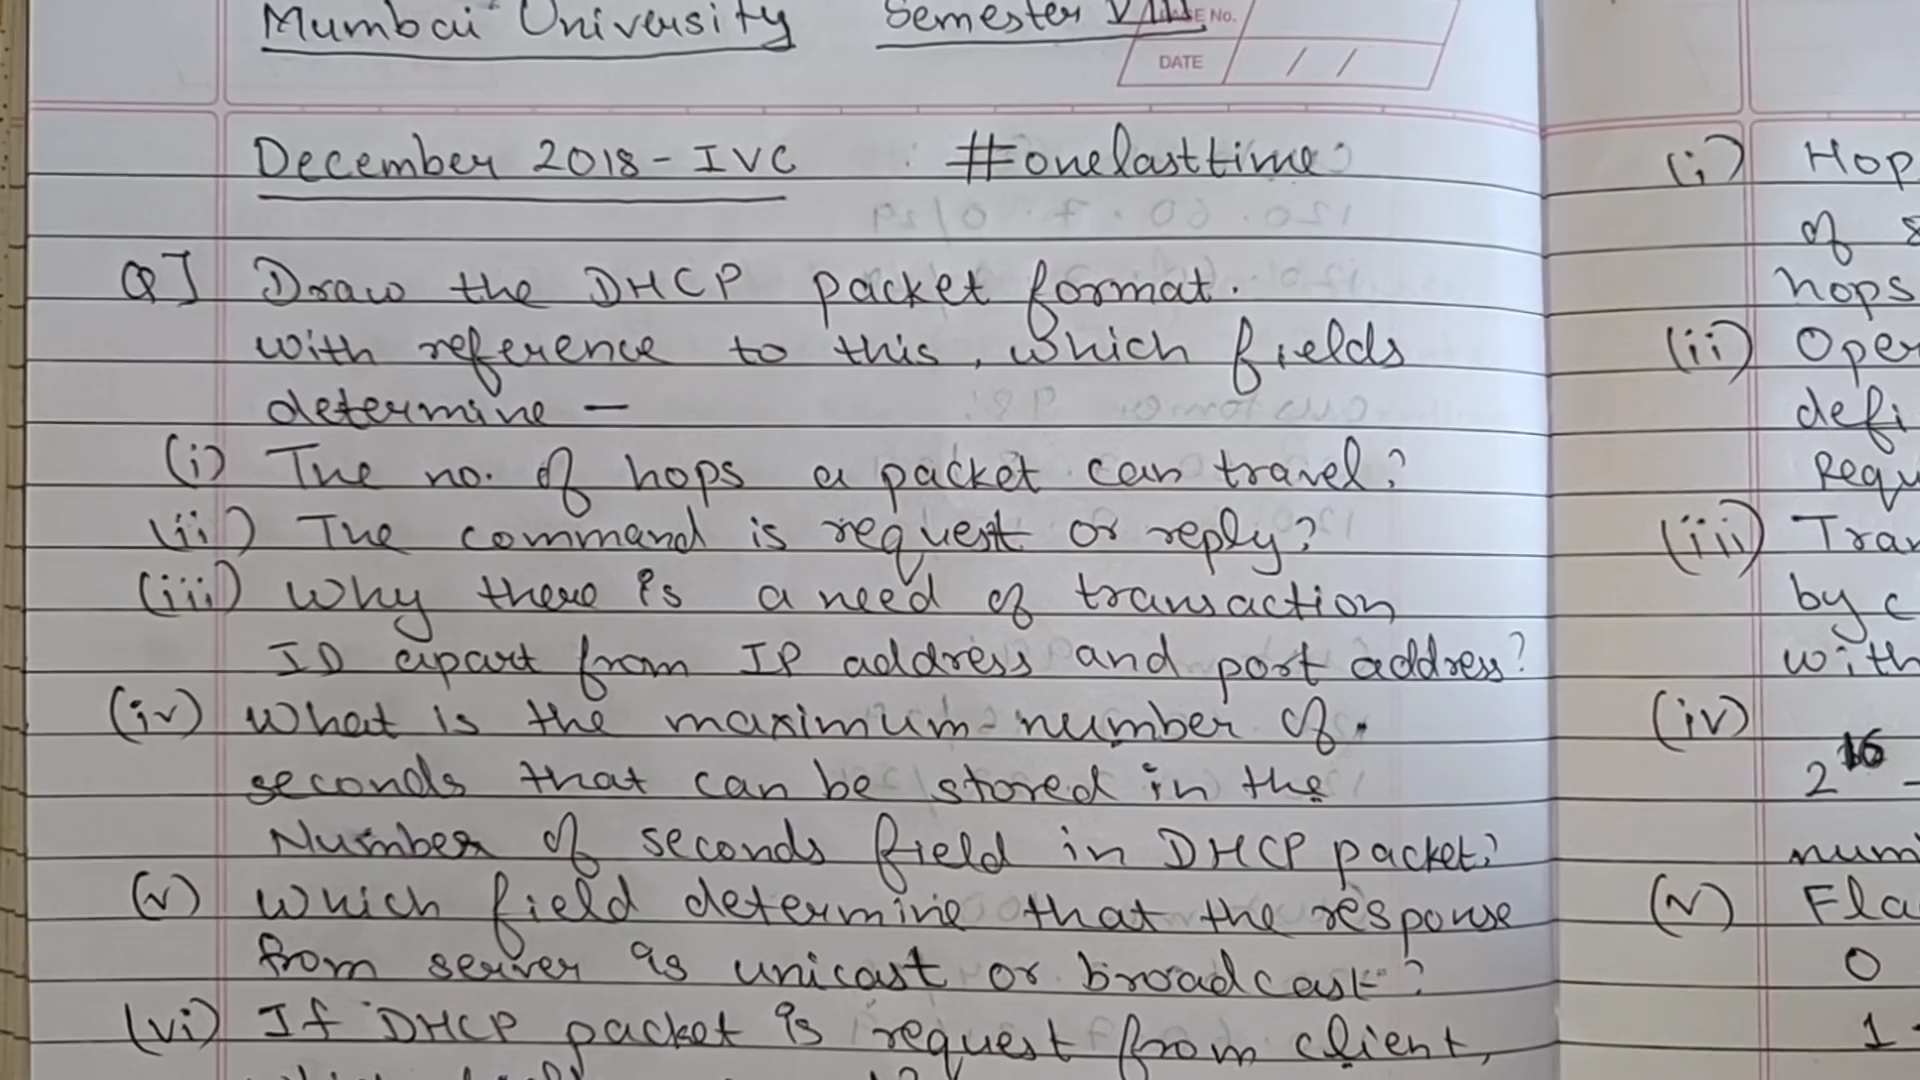 Mumbai University Semester VIII
PAGE No.
DATE / /
December 2018 - IVC #onelasttime
Q] Draw the DHCP packet format.
with reference to this, which fields
determine -
(i) The no. of hops a packet can travel?
(ii) The command is request or reply?
(iii) Why there is a need of transaction
ID apart from IP address and port address?
(iv) What is the maximum number of
seconds that can be stored in the
Number of seconds field in DHCP packet?
(v) Which field determine that the response
from server is unicast or broadcast?
(vi) If DHCP packet is request from client,
(i) Hop
of
hops
(ii) Oper
defi
Requ
(iii) Tran
by c
with
(iv)
2^16 -
num
(v) Fla
0
1 -